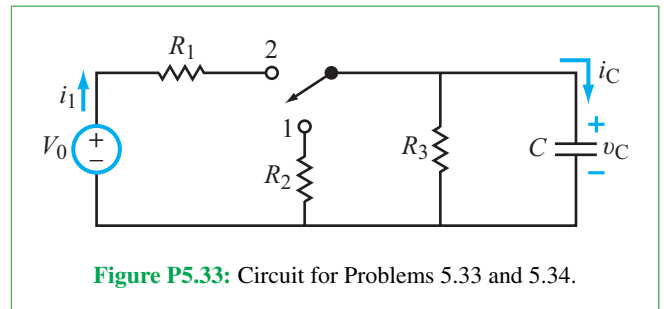 R1
2
iC
i1
1
V0
+
−
R2
R3
C
+
υC
−
Figure P5.33: Circuit for Problems 5.33 and 5.34.